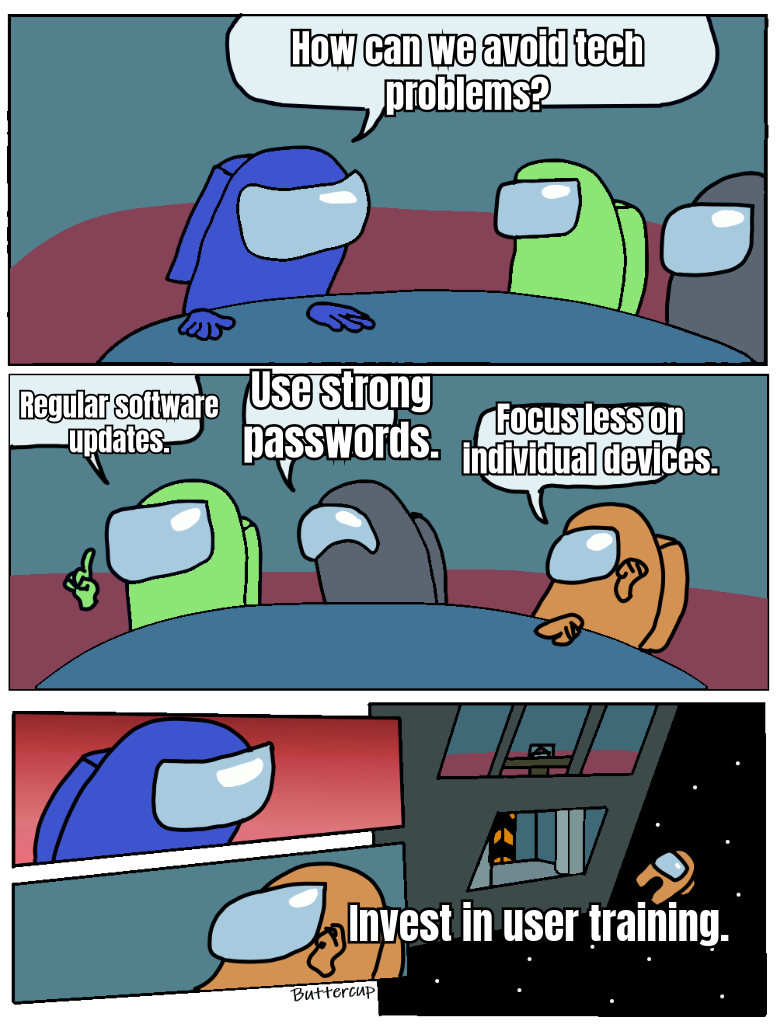 How can we avoid tech
problems?
Regular software
updates.
Use strong
passwords.
Focus less on
individual devices.
Invest in user training.
Buttercup